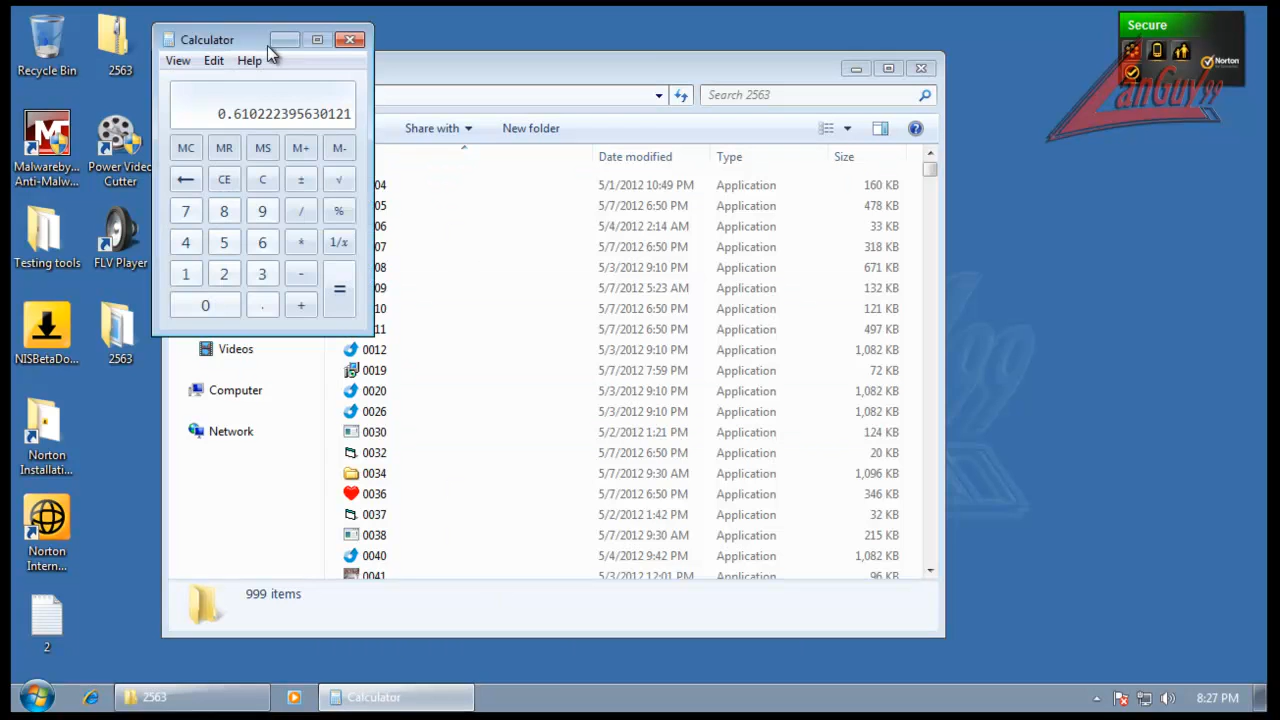 Recycle Bin
2563
Malwareby...
Anti-Malw...
Power Video
Cutter
Testing tools
FLV Player
NISBetaDo...
2563
Norton
Installati...
Norton
Intern...
2
Calculator
View Edit Help
0.610222395630121
MC MR MS M+ M-
← CE C ± √
7 8 9 / %
4 5 6 * 1/x
1 2 3 - =
0 . +
Search 2563
Share with New folder
Date modified Type Size
04 5/1/2012 10:49 PM Application 160 KB
05 5/7/2012 6:50 PM Application 478 KB
06 5/4/2012 2:14 AM Application 33 KB
07 5/7/2012 6:50 PM Application 318 KB
08 5/3/2012 9:10 PM Application 671 KB
09 5/7/2012 5:23 AM Application 132 KB
10 5/7/2012 6:50 PM Application 121 KB
11 5/7/2012 6:50 PM Application 497 KB
0012 5/3/2012 9:10 PM Application 1,082 KB
0019 5/7/2012 7:59 PM Application 72 KB
0020 5/3/2012 9:10 PM Application 1,082 KB
0026 5/3/2012 9:10 PM Application 1,082 KB
0030 5/2/2012 1:21 PM Application 124 KB
0032 5/7/2012 6:50 PM Application 20 KB
0034 5/7/2012 9:30 AM Application 1,096 KB
0036 5/7/2012 6:50 PM Application 346 KB
0037 5/2/2012 1:42 PM Application 32 KB
0038 5/7/2012 9:30 AM Application 215 KB
0040 5/4/2012 9:42 PM Application 1,082 KB
0041 5/3/2012 12:01 PM Application 96 KB
Videos
Computer
Network
999 items
Secure
Norton
LanGuy99
2563
Calculator
8:27 PM